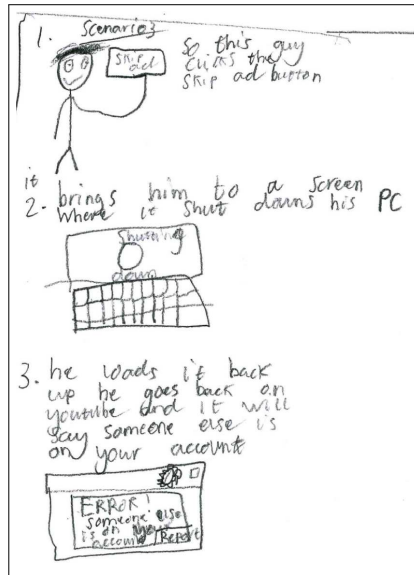 Scenario 3
1.
SKIP ad
So this guy
clicks the
skip ad button
it
2. brings him to a screen
where it shut downs his PC
Shutting
down
3. he loads it back
up he goes back on
youtube and it will
say someone else is
on your account
ERROR!
someone else
is on your
account
Report